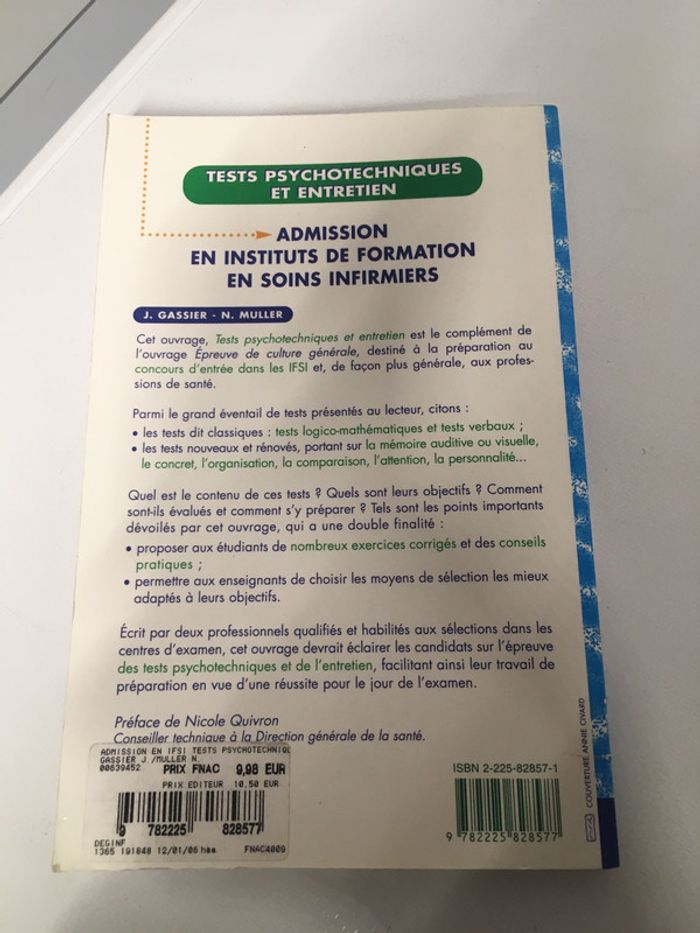 TESTS PSYCHOTECHNIQUES
ET ENTRETIEN
ADMISSION
EN INSTITUTS DE FORMATION
EN SOINS INFIRMIERS
J. GASSIER - N. MULLER
Cet ouvrage, Tests psychotechniques et entretien est le complément de
l'ouvrage Épreuve de culture générale, destiné à la préparation au
concours d'entrée dans les IFSI et, de façon plus générale, aux profes-
sions de santé.
Parmi le grand éventail de tests présentés au lecteur, citons :
• les tests dit classiques : tests logico-mathématiques et tests verbaux ;
• les tests nouveaux et rénovés, portant sur la mémoire auditive ou visuelle,
le concret, l'organisation, la comparaison, l'attention, la personnalité...
Quel est le contenu de ces tests ? Quels sont leurs objectifs ? Comment
sont-ils évalués et comment s'y préparer ? Tels sont les points importants
dévoilés par cet ouvrage, qui a une double finalité :
• proposer aux étudiants de nombreux exercices corrigés et des conseils
pratiques ;
• permettre aux enseignants de choisir les moyens de sélection les mieux
adaptés à leurs objectifs.
Écrit par deux professionnels qualifiés et habilités aux sélections dans les
centres d'examen, cet ouvrage devrait éclairer les candidats sur l'épreuve
des tests psychotechniques et de l'entretien, facilitant ainsi leur travail de
préparation en vue d'une réussite pour le jour de l'examen.
Préface de Nicole Quivron
Conseiller technique à la Direction générale de la santé.
ADMISSION EN IFSI TESTS PSYCHOTECHNIQ
GASSIER J./MULLER N.
00639452 PRIX FNAC 9,98 EUR
PRIX EDITEUR 10.50 EUR
9 782225 828577
DEGINF
1365 191848 12/01/06 hss FNAC4009
ISBN 2-225-82857-1
9 782225 828577
COUVERTURE ANNIE CIVARD